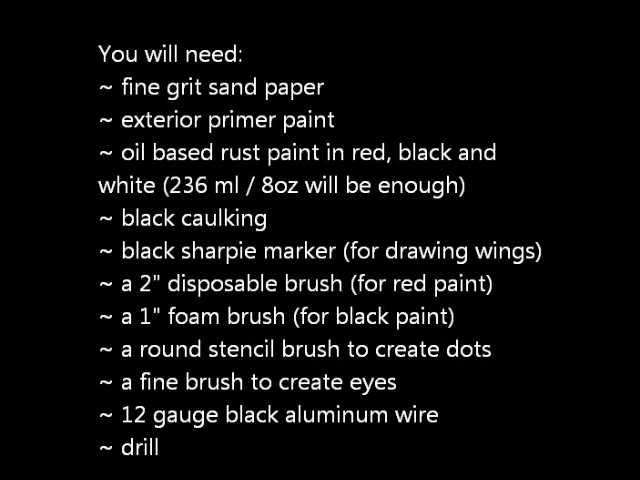 You will need:
~ fine grit sand paper
~ exterior primer paint
~ oil based rust paint in red, black and
white (236 ml / 8oz will be enough)
~ black caulking
~ black sharpie marker (for drawing wings)
~ a 2" disposable brush (for red paint)
~ a 1" foam brush (for black paint)
~ a round stencil brush to create dots
~ a fine brush to create eyes
~ 12 gauge black aluminum wire
~ drill